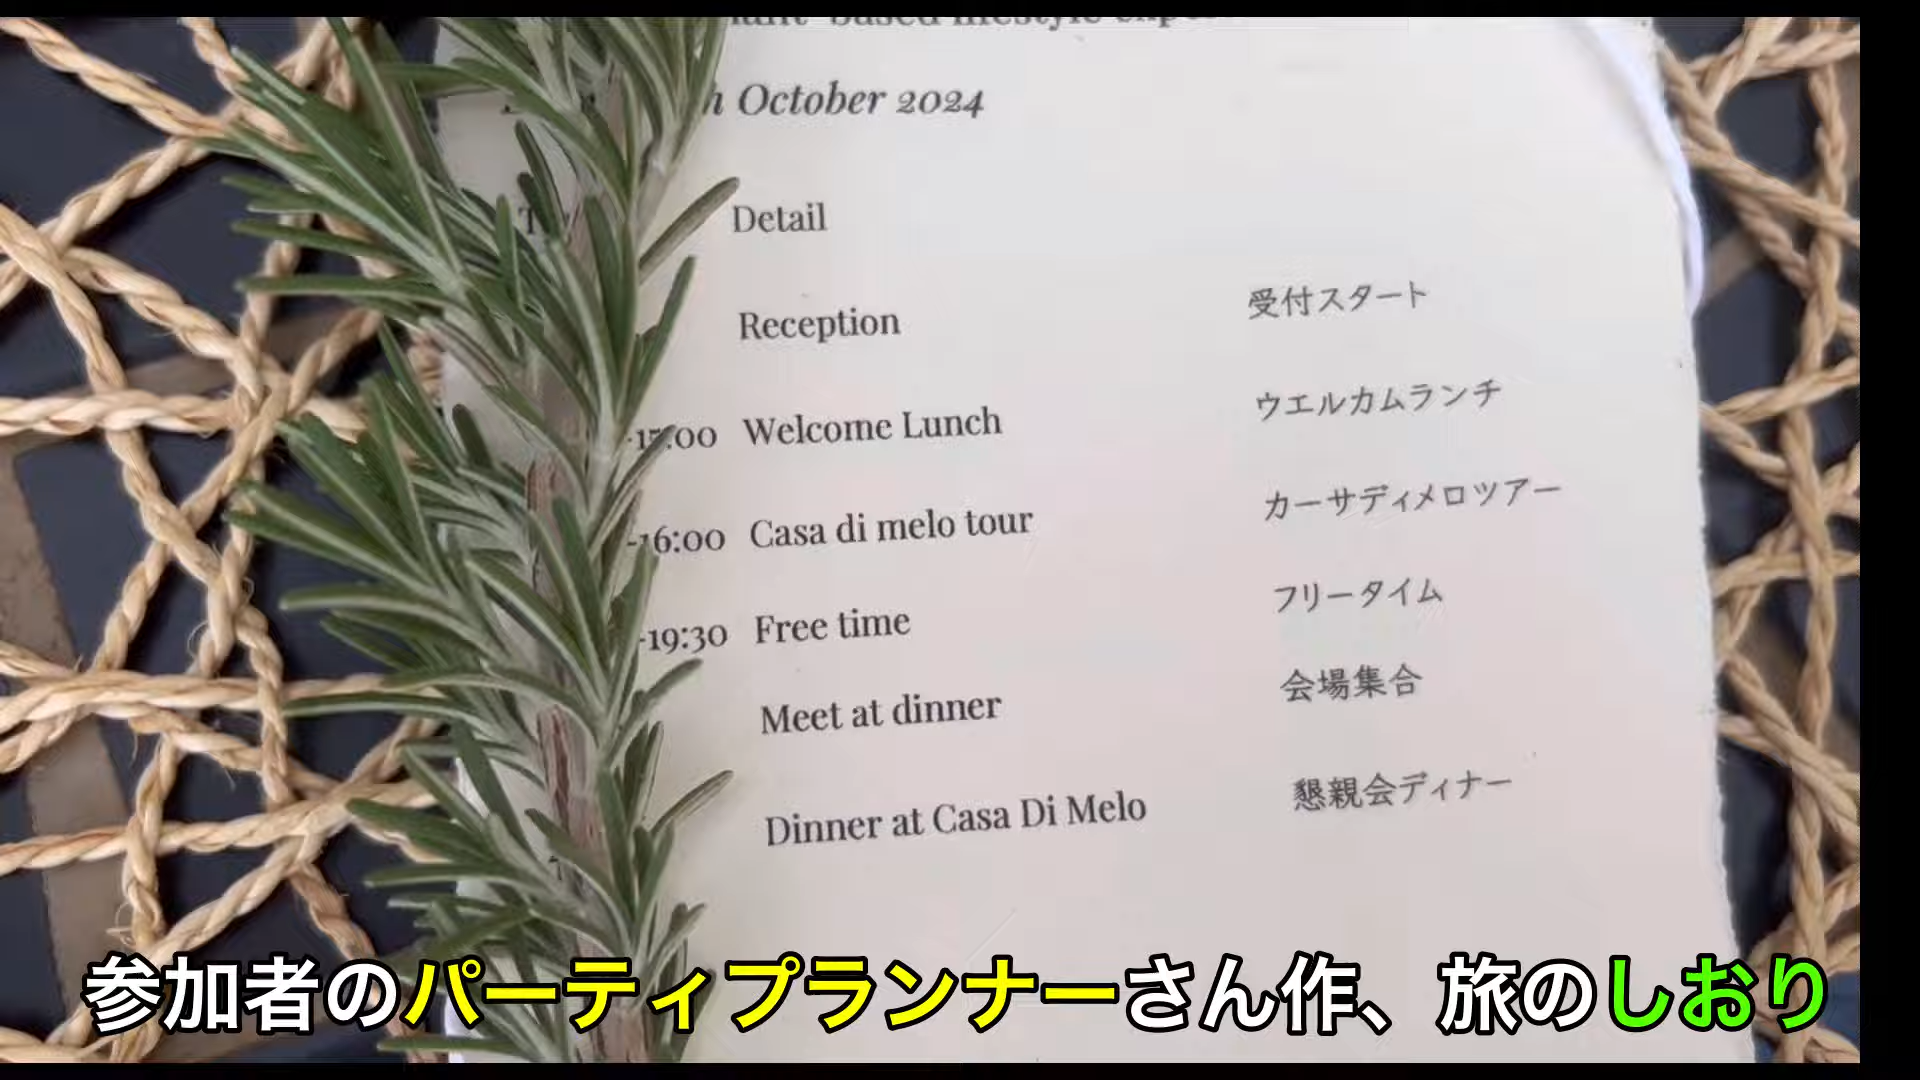 based lifestyle
October 2024
Detail
Reception 受付スタート
Welcome Lunch ウエルカムランチ
-16:00 Casa di melo tour カーサディメロツアー
-19:30 Free time フリータイム
Meet at dinner 会場集合
Dinner at Casa Di Melo 懇親会ディナー
参加者のパーティプランナーさん作、旅のしおり